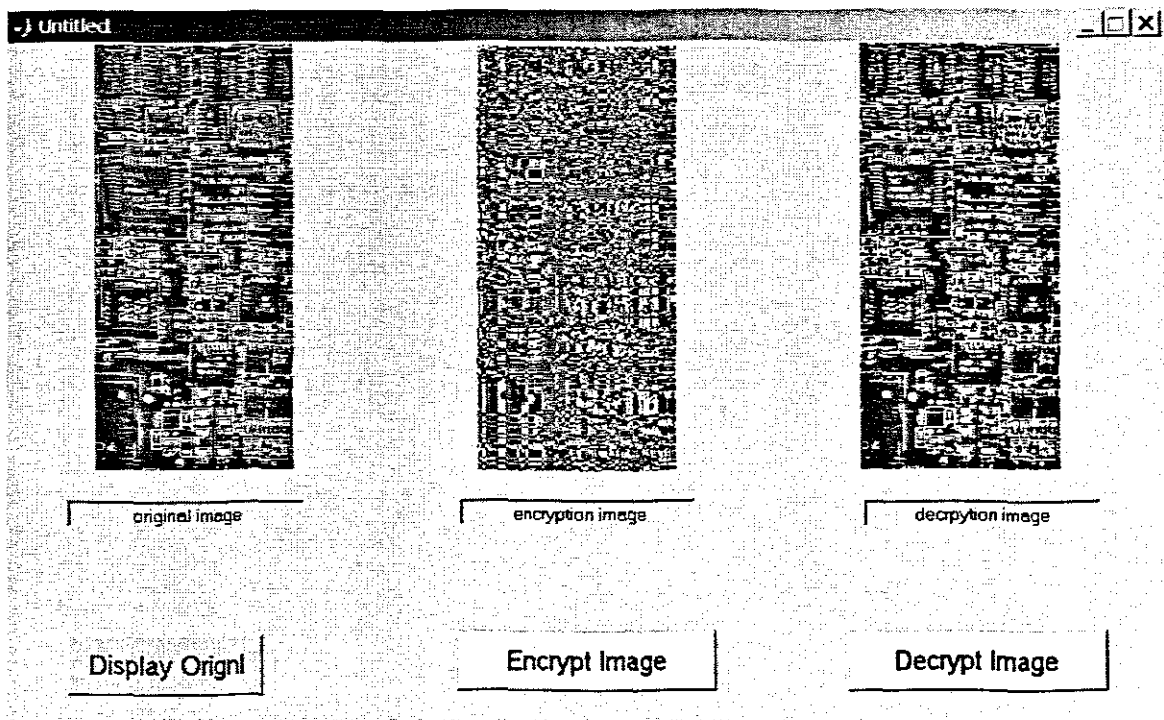 Untitled
original image
encryption image
decrpytion image
Display Orignl
Encrypt Image
Decrypt Image